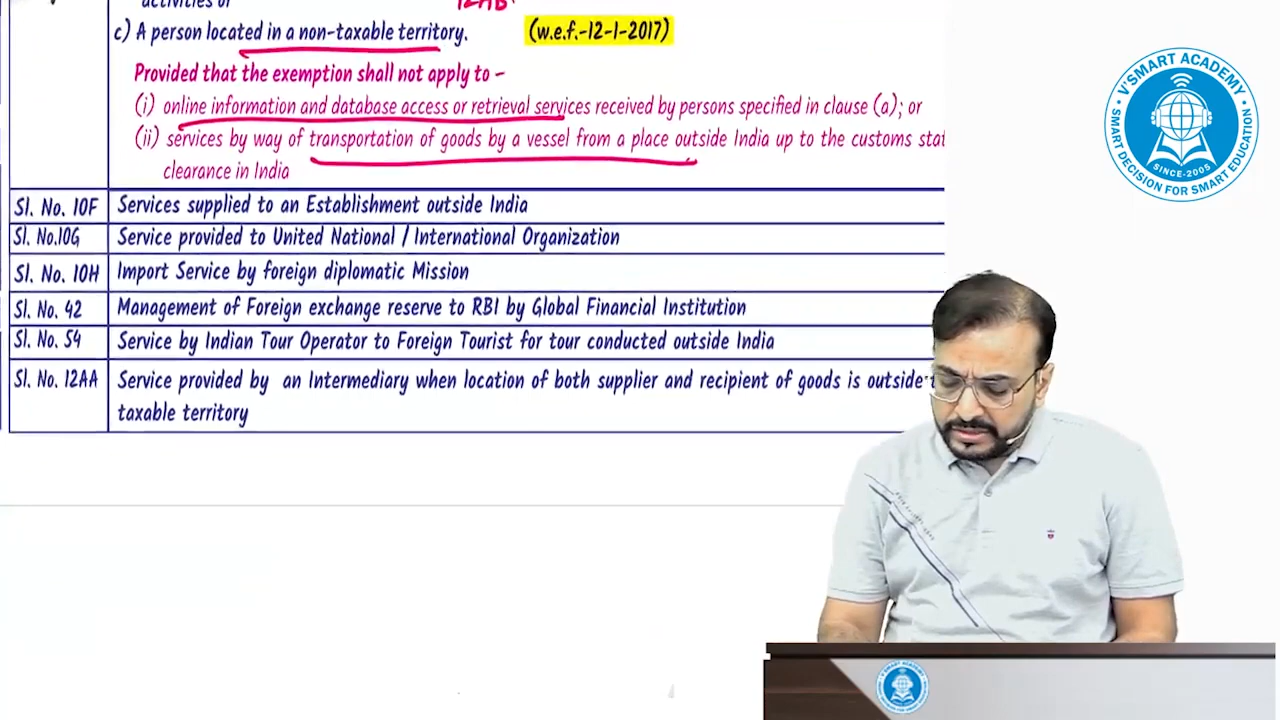 activities or
12AB
c) A person located in a non-taxable territory. (w.e.f.-12-1-2017)
Provided that the exemption shall not apply to –
(i) online information and database access or retrieval services received by persons specified in clause (a); or
(ii) services by way of transportation of goods by a vessel from a place outside India up to the customs
clearance in India
Sl. No. 10F Services supplied to an Establishment outside India
Sl. No.10G Service provided to United National / International Organization
Sl. No. 10H Import Service by foreign diplomatic Mission
Sl. No. 42 Management of Foreign exchange reserve to RBI by Global Financial Institution
Sl. No. 54 Service by Indian Tour Operator to Foreign Tourist for tour conducted outside India
Sl. No. 12AA Service provided by an Intermediary when location of both supplier and recipient of goods is outside
taxable territory
V'SMART ACADEMY
SINCE-2005
SMART DECISION FOR SMART EDUCATION